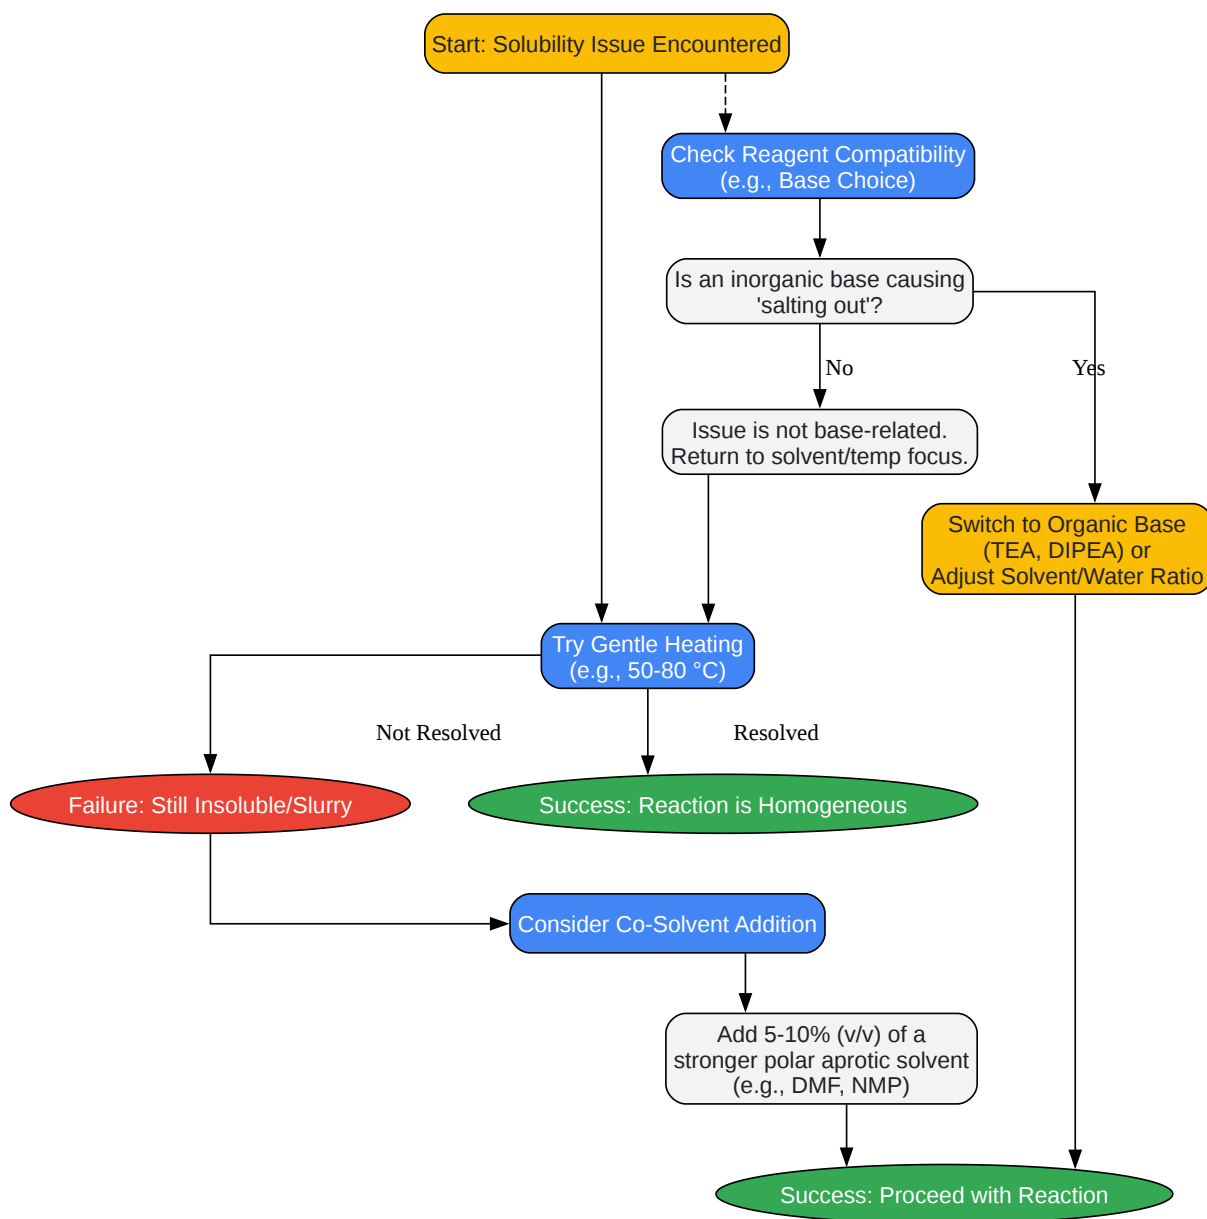 Start: Solubility Issue Encountered
Check Reagent Compatibility
(e.g., Base Choice)
Is an inorganic base causing
'salting out'?
No
Yes
Issue is not base-related.
Return to solvent/temp focus.
Switch to Organic Base
(TEA, DIPEA) or
Adjust Solvent/Water Ratio
Try Gentle Heating
(e.g., 50-80 °C)
Not Resolved
Resolved
Failure: Still Insoluble/Slurry
Success: Reaction is Homogeneous
Consider Co-Solvent Addition
Add 5-10% (v/v) of a
stronger polar aprotic solvent
(e.g., DMF, NMP)
Success: Proceed with Reaction